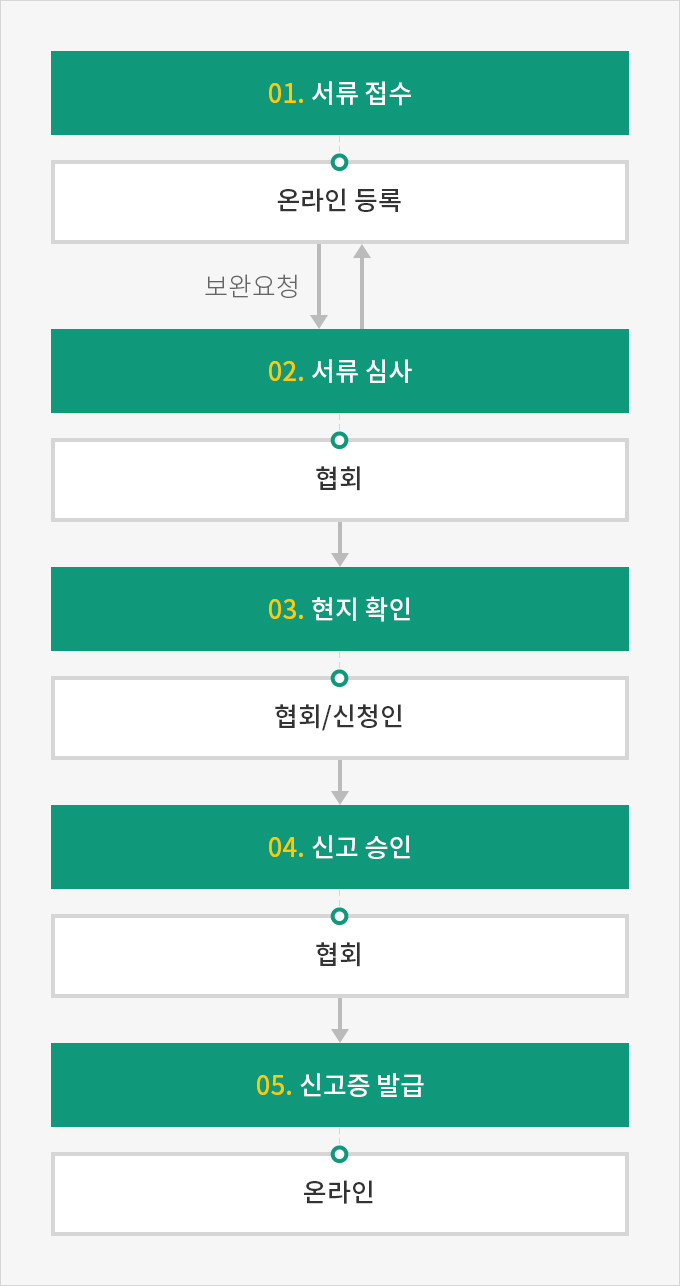 01. 서류 접수
온라인 등록
보완요청
02. 서류 심사
협회
03. 현지 확인
협회/신청인
04. 신고 승인
협회
05. 신고증 발급
온라인